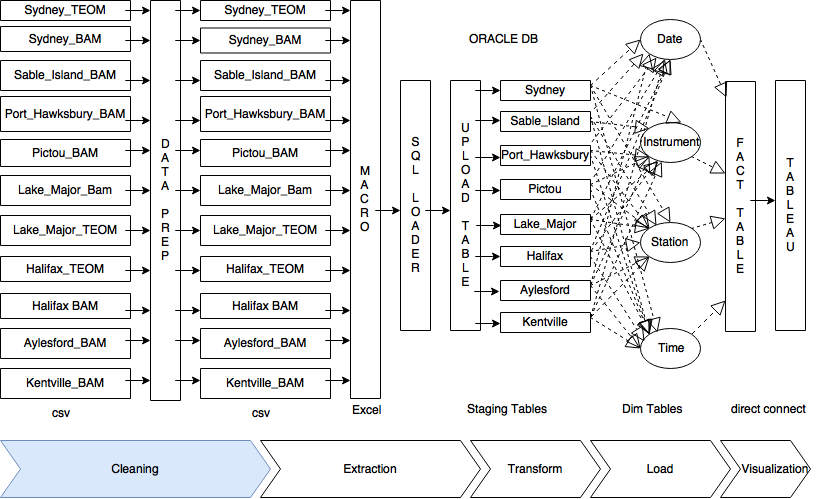 Sydney_TEOM
Sydney_BAM
Sable_Island_BAM
Port_Hawksbury_BAM
Pictou_BAM
Lake_Major_Bam
Lake_Major_TEOM
Halifax_TEOM
Halifax BAM
Aylesford_BAM
Kentville_BAM
csv
DATA PREP
Sydney_TEOM
Sydney_BAM
Sable_Island_BAM
Port_Hawksbury_BAM
Pictou_BAM
Lake_Major_Bam
Lake_Major_TEOM
Halifax_TEOM
Halifax BAM
Aylesford_BAM
Kentville_BAM
csv
MACRO
Excel
SQL LOADER
ORACLE DB
UPLOAD TABLE
Sydney
Sable_Island
Port_Hawksbury
Pictou
Lake_Major
Halifax
Aylesford
Kentville
Staging Tables
Date
Instrument
Station
Time
Dim Tables
FACT TABLE
TABLEAU
direct connect
Cleaning
Extraction
Transform
Load
Visualization